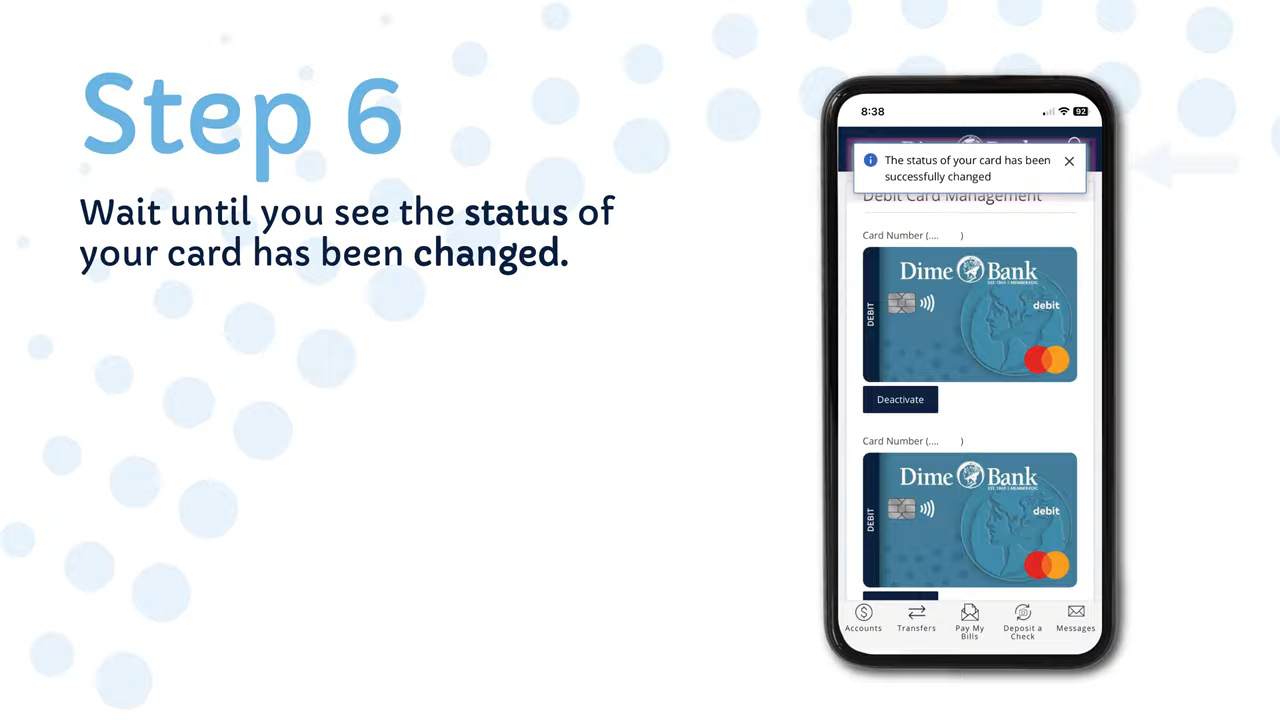 Step 6
Wait until you see the status of
your card has been changed.
8:38
92
The status of your card has been
successfully changed
Debit Card Management
Card Number (.... )
Dime Bank
DEBIT
debit
Deactivate
Card Number (.... )
Dime Bank
DEBIT
debit
Accounts
Transfers
Pay My
Bills
Deposit a
Check
Messages